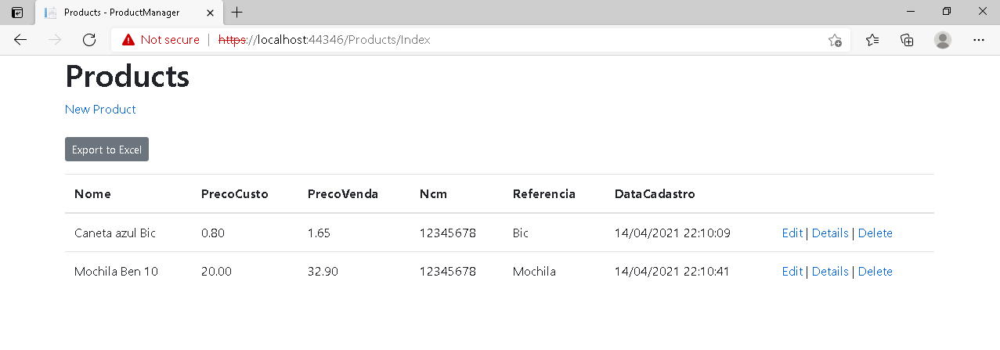 Products - ProductManager
Not secure | https://localhost:44346/Products/Index
Products
New Product
Export to Excel
Nome PrecoCusto PrecoVenda Ncm Referencia DataCadastro
Caneta azul Bic 0.80 1.65 12345678 Bic 14/04/2021 22:10:09 Edit | Details | Delete
Mochila Ben 10 20.00 32.90 12345678 Mochila 14/04/2021 22:10:41 Edit | Details | Delete